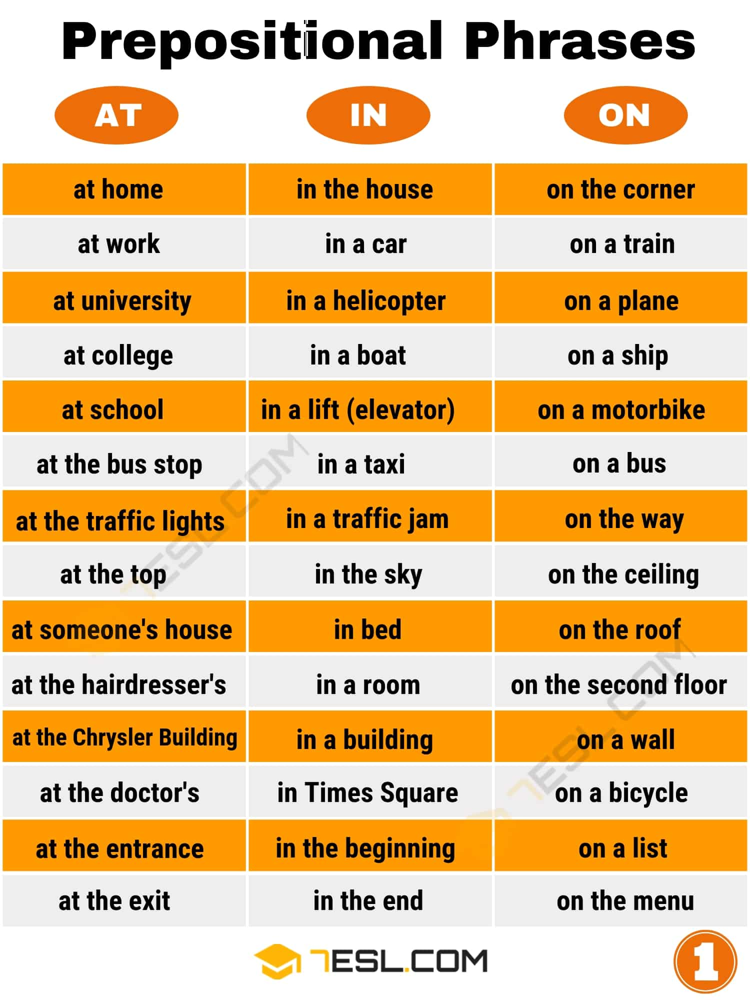 Prepositional Phrases
AT IN ON
at home in the house on the corner
at work in a car on a train
at university in a helicopter on a plane
at college in a boat on a ship
at school in a lift (elevator) on a motorbike
at the bus stop in a taxi on a bus
at the traffic lights in a traffic jam on the way
at the top in the sky on the ceiling
at someone's house in bed on the roof
at the hairdresser's in a room on the second floor
at the Chrysler Building in a building on a wall
at the doctor's in Times Square on a bicycle
at the entrance in the beginning on a list
at the exit in the end on the menu
7ESL.COM
7ESL.COM
7ESL.COM
1